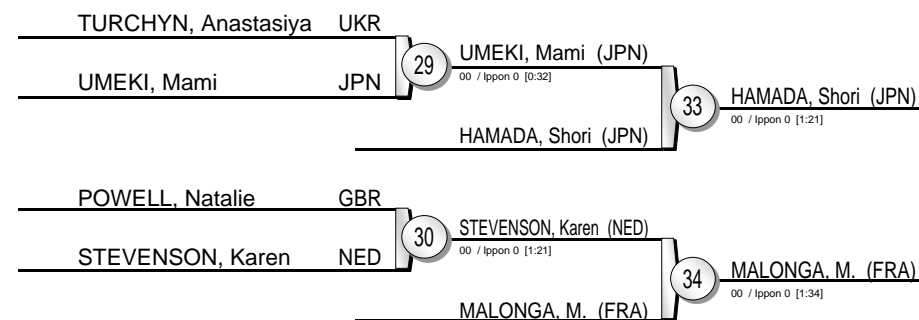 TURCHYN, Anastasiya UKR
UMEKI, Mami JPN
29
UMEKI, Mami (JPN)
00 / Ippon 0 [0:32]
HAMADA, Shori (JPN)
33
HAMADA, Shori (JPN)
00 / Ippon 0 [1:21]
POWELL, Natalie GBR
STEVENSON, Karen NED
30
STEVENSON, Karen (NED)
00 / Ippon 0 [1:21]
MALONGA, M. (FRA)
34
MALONGA, M. (FRA)
00 / Ippon 0 [1:34]